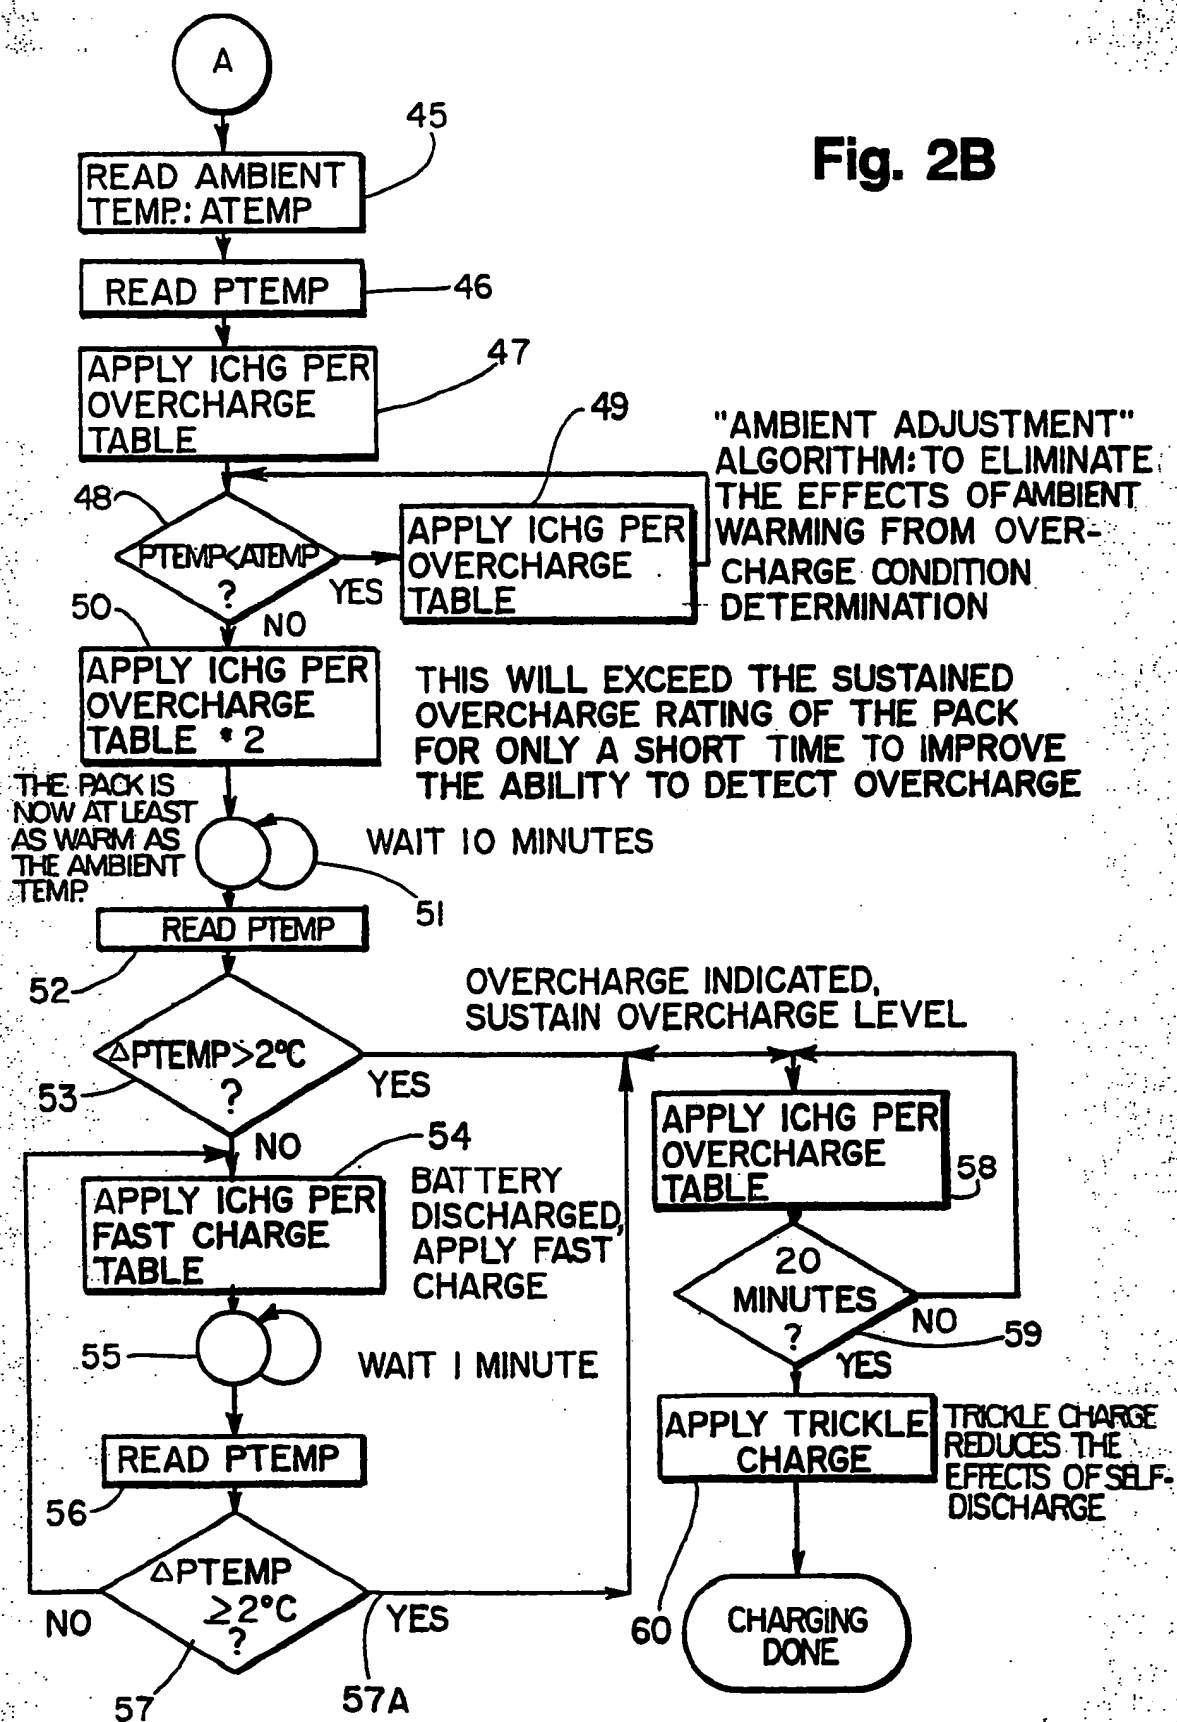 A
45
Fig. 2B
READ AMBIENT
TEMP.: ATEMP
READ PTEMP
46
APPLY ICHG PER
OVERCHARGE
TABLE
47
49
"AMBIENT ADJUSTMENT"
ALGORITHM: TO ELIMINATE
THE EFFECTS OF AMBIENT
WARMING FROM OVER-
CHARGE CONDITION
DETERMINATION
48
PTEMP<ATEMP
?
YES
NO
APPLY ICHG PER
OVERCHARGE
TABLE
50
APPLY ICHG PER
OVERCHARGE
TABLE #2
THIS WILL EXCEED THE SUSTAINED
OVERCHARGE RATING OF THE PACK
FOR ONLY A SHORT TIME TO IMPROVE
THE ABILITY TO DETECT OVERCHARGE
THE PACK IS
NOW AT LEAST
AS WARM AS
THE AMBIENT
TEMP.
WAIT 10 MINUTES
51
READ PTEMP
52
OVERCHARGE INDICATED,
SUSTAIN OVERCHARGE LEVEL
△PTEMP>2°C
?
YES
53
NO
54
APPLY ICHG PER
FAST CHARGE
TABLE
BATTERY
DISCHARGED,
APPLY FAST
CHARGE
APPLY ICHG PER
OVERCHARGE
TABLE
58
20
MINUTES
?
NO
59
YES
55
WAIT 1 MINUTE
READ PTEMP
56
APPLY TRICKLE
CHARGE
TRICKLE CHARGE
REDUCES THE
EFFECTS OF SELF-
DISCHARGE
△PTEMP
≥2°C
?
NO
YES
57
57A
60
CHARGING
DONE